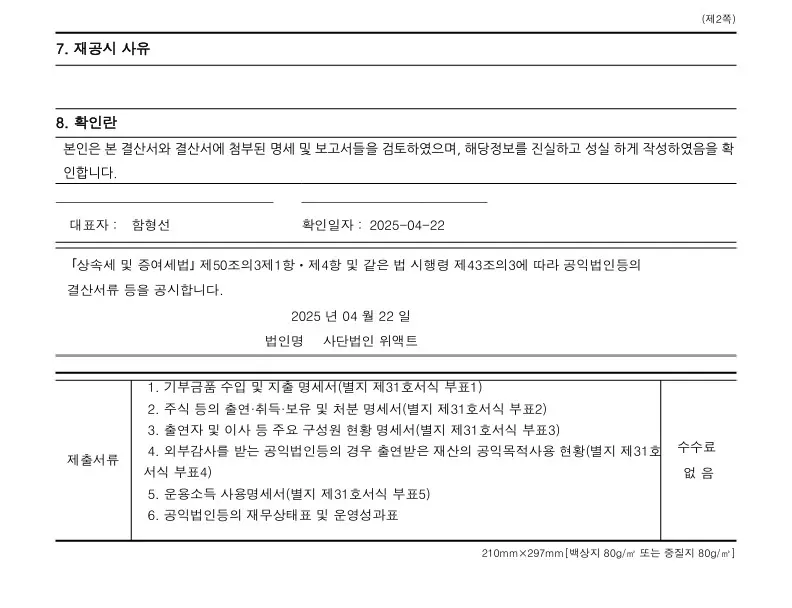 (제2쪽)
7. 재공시 사유
8. 확인란
본인은 본 결산서와 결산서에 첨부된 명세 및 보고서들을 검토하였으며, 해당정보를 진실하고 성실 하게 작성하였음을 확
인합니다.
대표자 : 함형선 확인일자 : 2025-04-22
「상속세 및 증여세법」제50조의3제1항·제4항 및 같은 법 시행령 제43조의3에 따라 공익법인등의
결산서류 등을 공시합니다.
2025 년 04 월 22 일
법인명 사단법인 위액트
제출서류
1. 기부금품 수입 및 지출 명세서(별지 제31호서식 부표1)
2. 주식 등의 출연·취득·보유 및 처분 명세서(별지 제31호서식 부표2)
3. 출연자 및 이사 등 주요 구성원 현황 명세서(별지 제31호서식 부표3)
4. 외부감사를 받는 공익법인등의 경우 출연받은 재산의 공익목적사용 현황(별지 제31호
서식 부표4)
5. 운용소득 사용명세서(별지 제31호서식 부표5)
6. 공익법인등의 재무상태표 및 운영성과표
수수료
없 음
210mm×297mm[백상지 80g/㎡ 또는 중질지 80g/㎡]